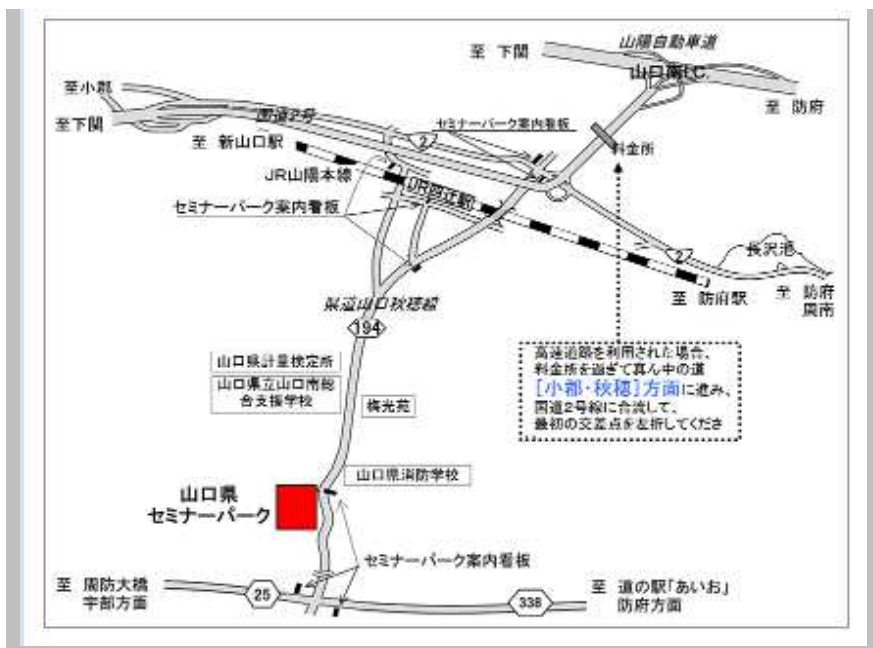 至 下関
山陽自動車道
山口南I.C.
至 防府
至小郡
至下関
国道2号
セミナーパーク案内看板
2
料金所
至 新山口駅
JR山陽本線
JR四辻駅
セミナーパーク案内看板
長沢池
2
至 防府駅
至 防府
周南
県道山口秋穂線
194
高速道路を利用された場合、
料金所を過ぎて真ん中の道
[小郡・秋穂]方面に進み、
国道2号線に合流して、
最初の交差点を左折してくださ
山口県計量検定所
山口県立山口南総
合支援学校
梅光苑
山口県消防学校
山口県
セミナーパーク
セミナーパーク案内看板
至 周防大橋
宇部方面
25
338
至 道の駅「あいお」
防府方面